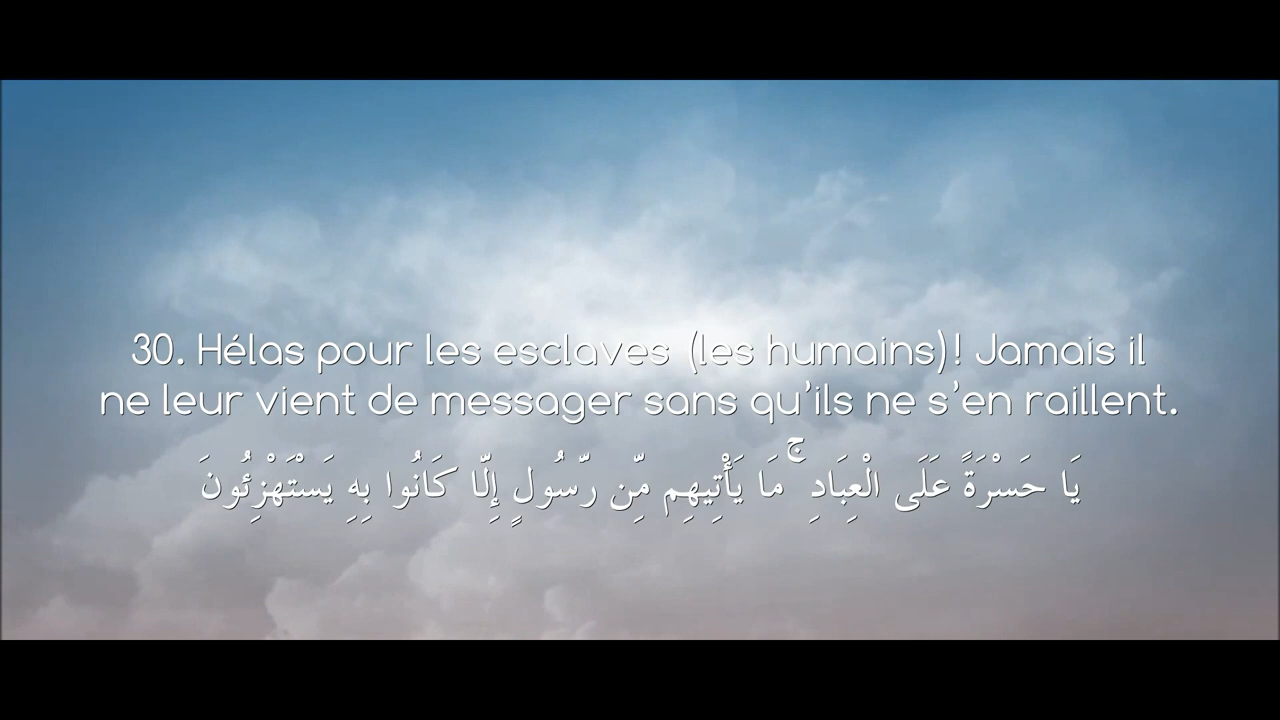 30. Hélas pour les esclaves (les humains)! Jamais il
ne leur vient de messager sans qu'ils ne s'en raillent.
يَا حَسْرَةً عَلَى الْعِبَادِ ۚ مَا يَأْتِيهِم مِّن رَّسُولٍ إِلَّا كَانُوا بِهِ يَسْتَهْزِئُونَ